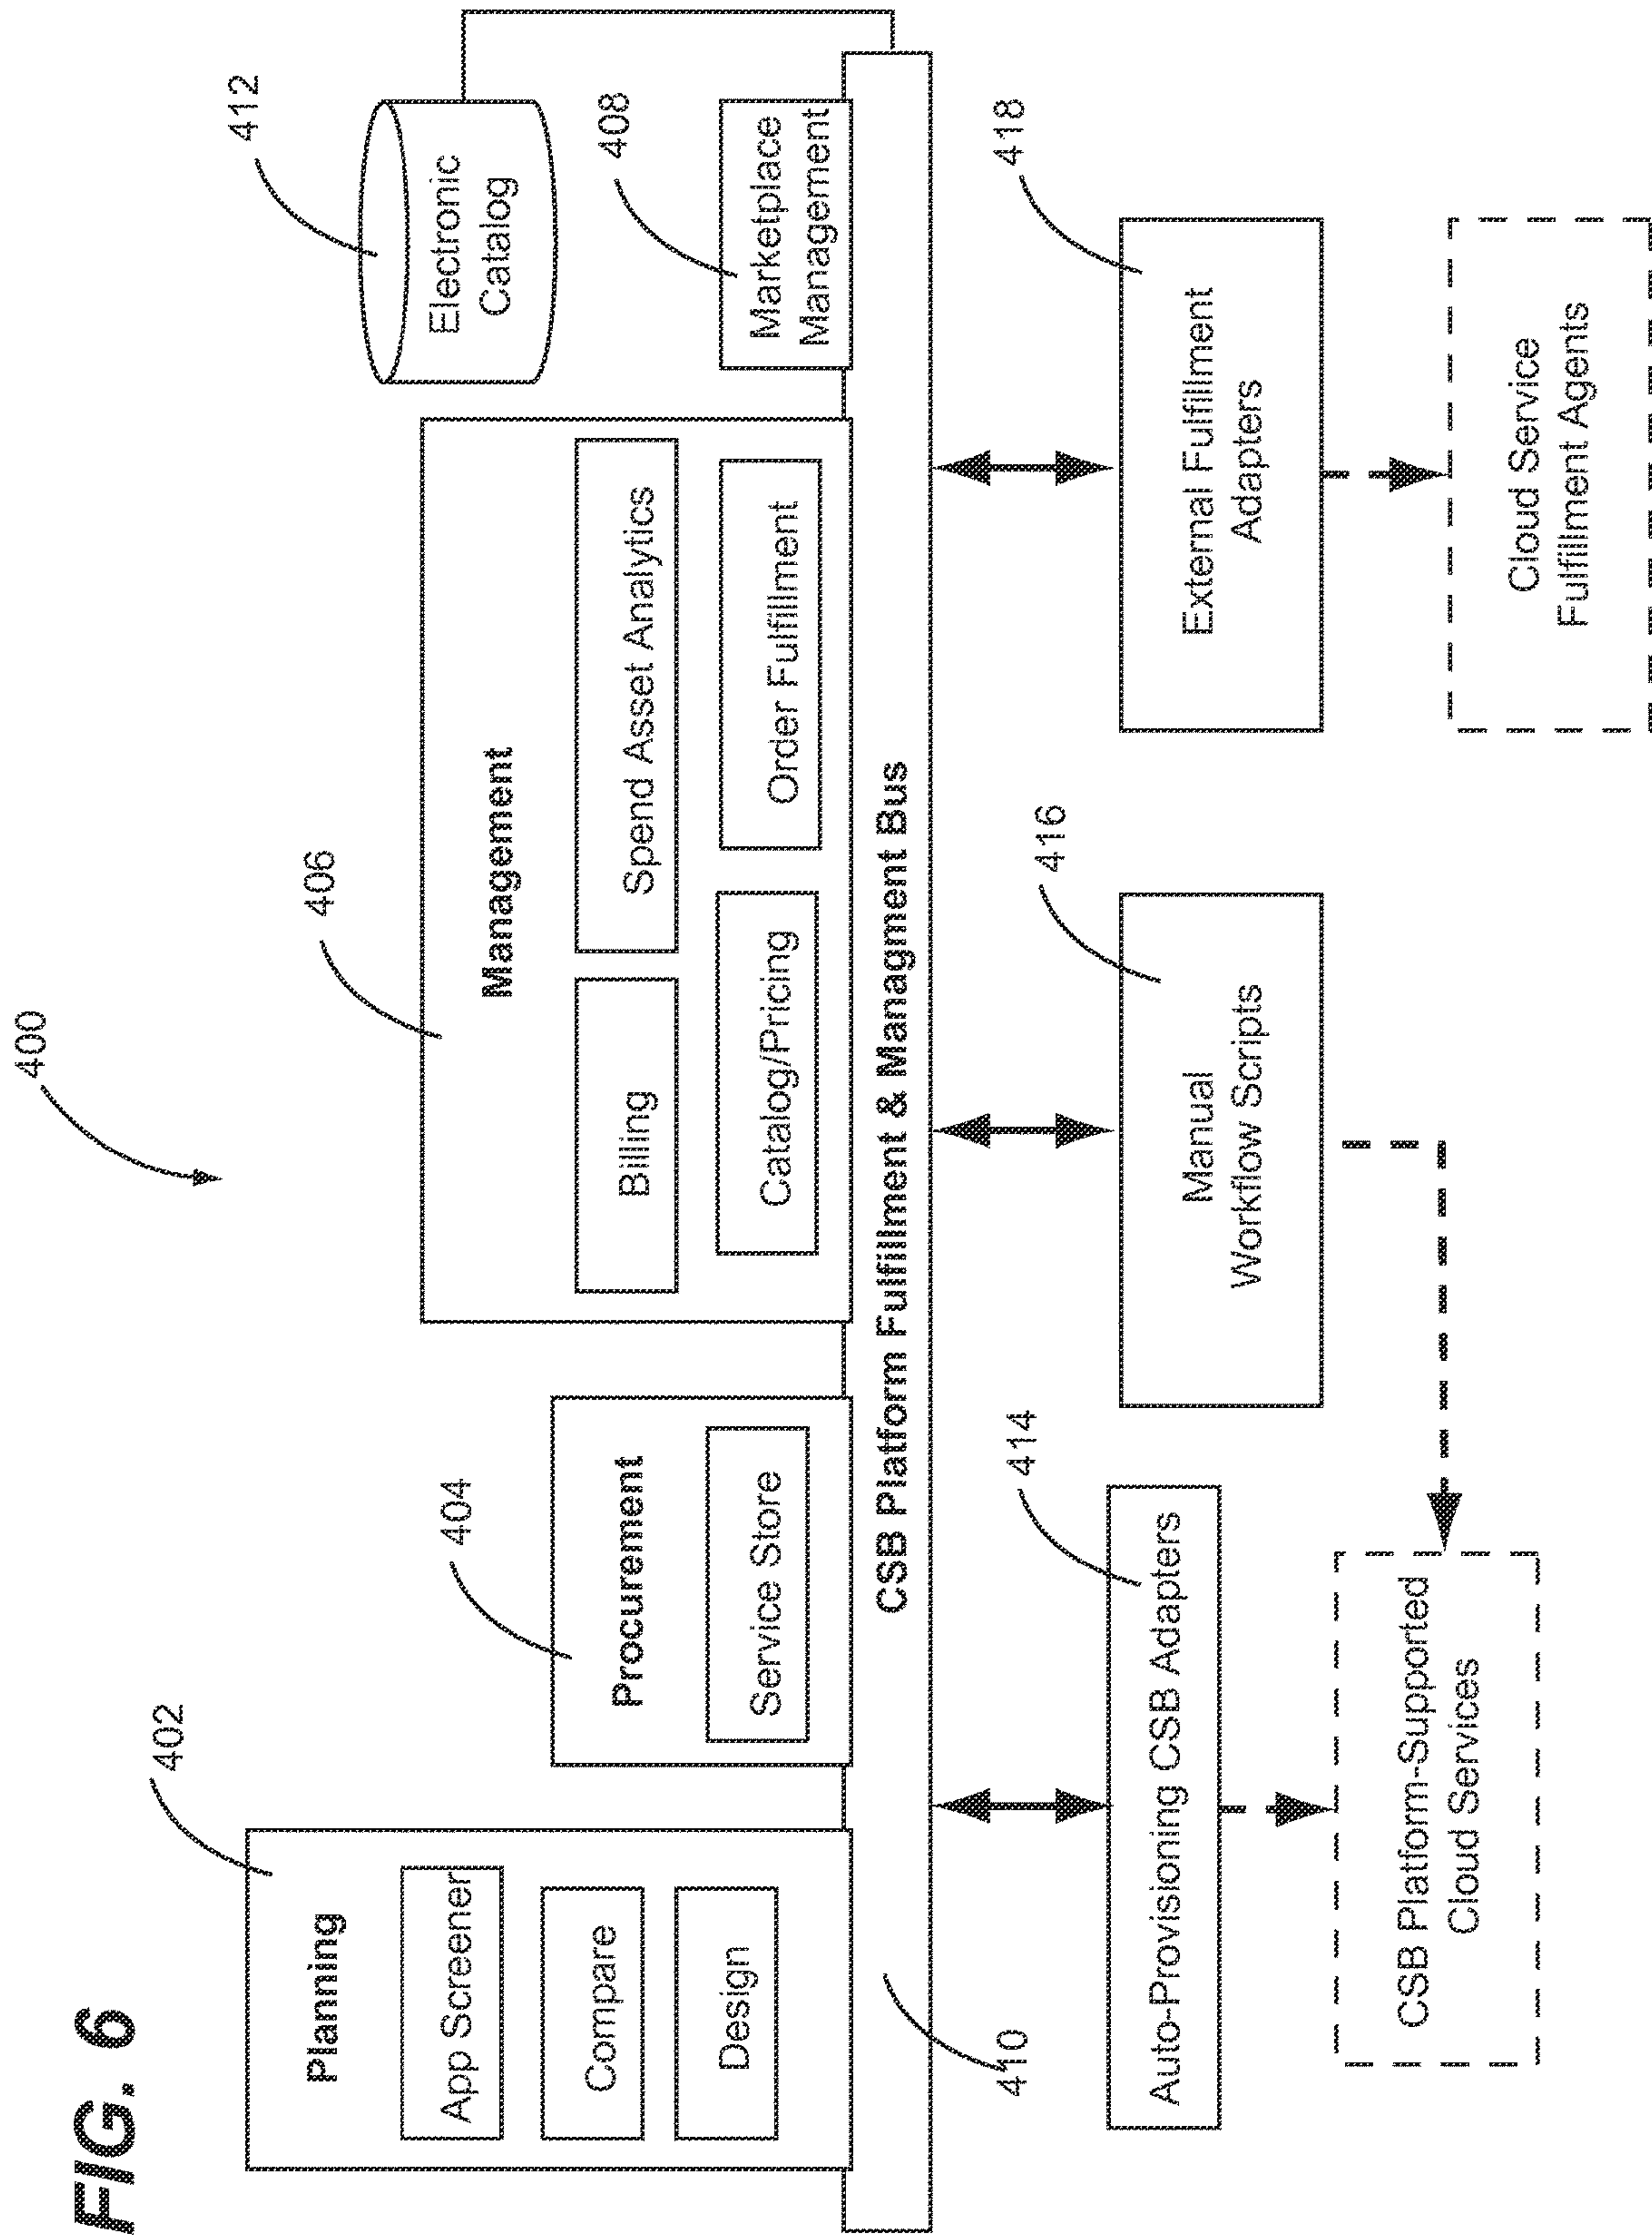 FIG. 6
400
402
Planning
App Screener
Compare
Design
404
Procurement
Service Store
406
Management
Billing
Spend Asset Analytics
Catalog/Pricing
Order Fulfillment
412
Electronic
Catalog
408
Marketplace
Management
CSB Platform Fulfillment & Managment Bus
410
414
Auto-Provisioning CSB Adapters
416
Manual
Workflow Scripts
418
External Fulfillment
Adapters
CSB Platform-Supported
Cloud Services
Cloud Service
Fulfillment Agents